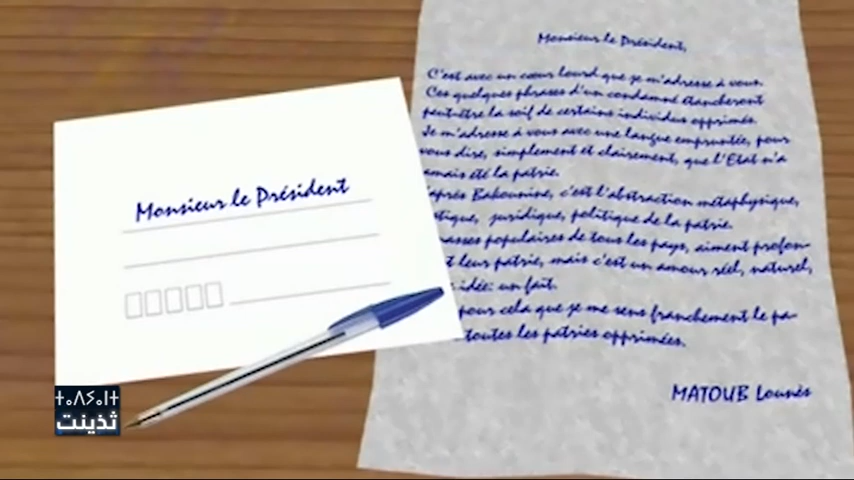 Monsieur le Président
Monsieur le Président,
C'est avec un cœur lourd que je m'adresse à vous.
Ces quelques phrases d'un condamné étancheront
peut-être la soif de certains individus opprimés.
Je m'adresse à vous avec une langue empruntée, pour
vous dire, simplement et clairement, que l'Etat n'a
amais été la patrie.
'après Bakounine, c'est l'abstraction métaphysique,
stique, juridique, politique de la patrie.
masses populaires de tous les pays, aiment profon-
t leur patrie, mais c'est un amour réel, naturel,
idée: un fait.
pour cela que je me sens franchement le pa-
toutes les patries opprimées.
MATOUB Lounès
ⵜⴰⴷⵢⴰⵏⵜ
ثذينت